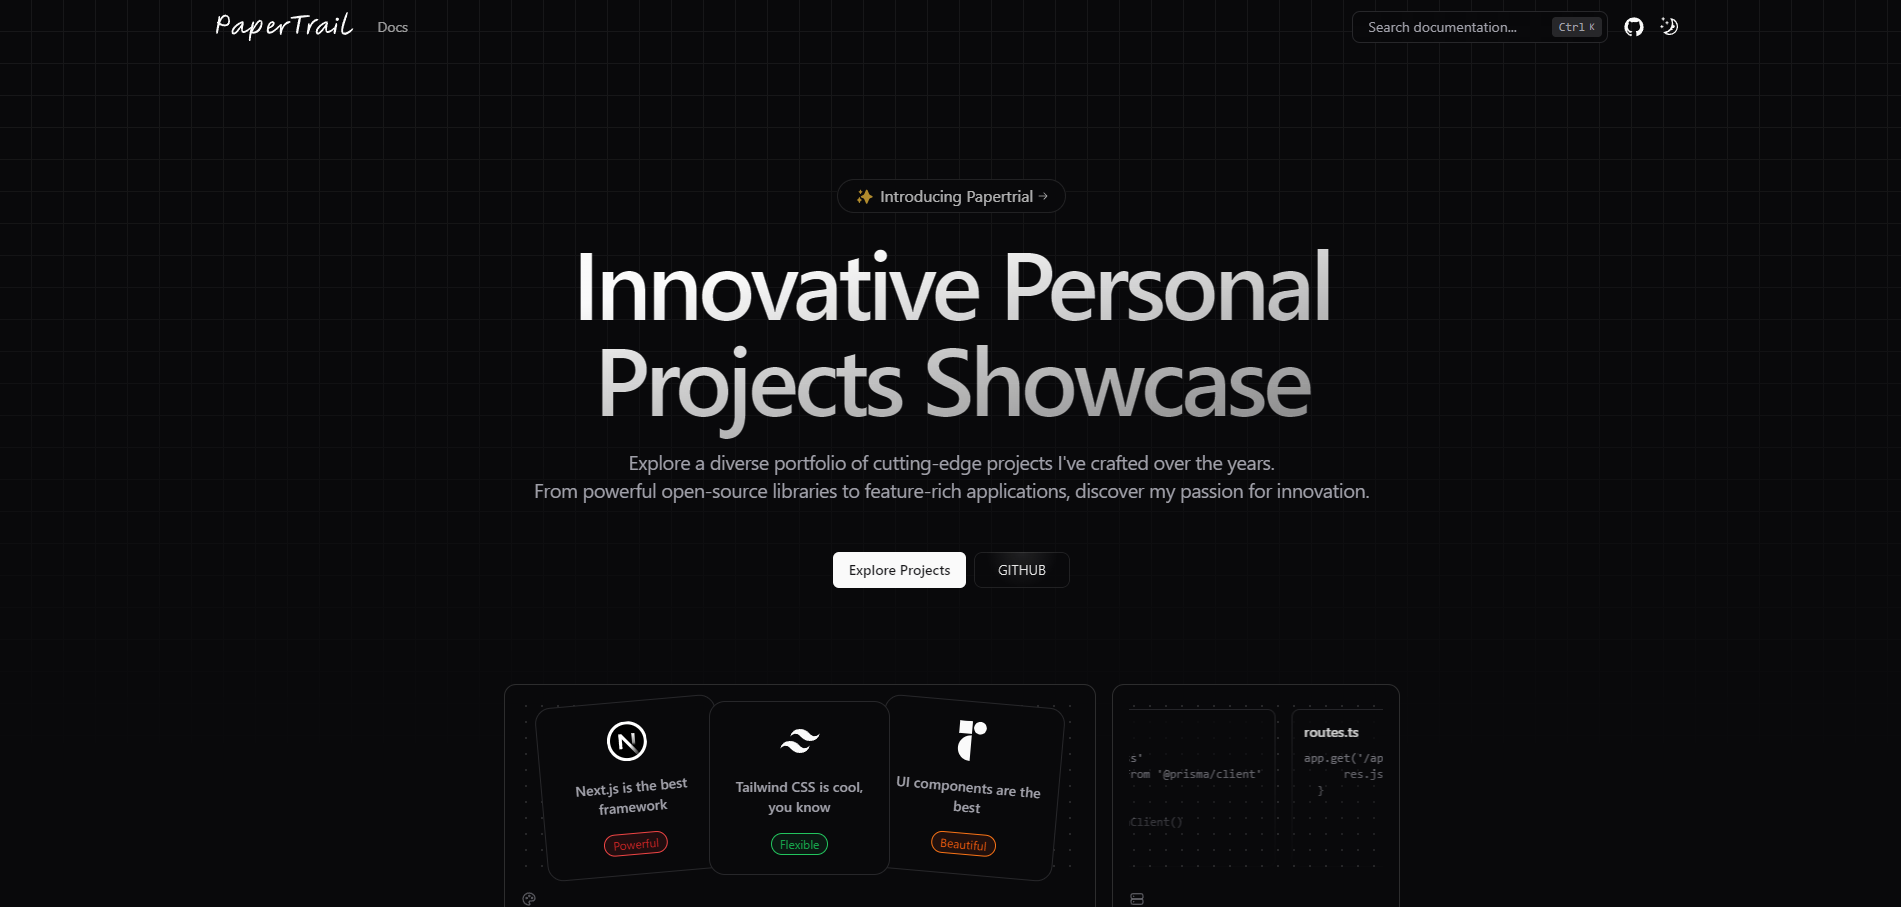 PaperTrail
Docs
Search documentation...
Ctrl K
✨ Introducing Papertrial →
Innovative Personal
Projects Showcase
Explore a diverse portfolio of cutting-edge projects I've crafted over the years.
From powerful open-source libraries to feature-rich applications, discover my passion for innovation.
Explore Projects
GITHUB
N
Next.js is the best
framework
Powerful
Tailwind CSS is cool,
you know
Flexible
UI components are the
best
Beautiful
s'
rom '@prisma/client'
Client()
routes.ts
app.get('/ap
res.js
}